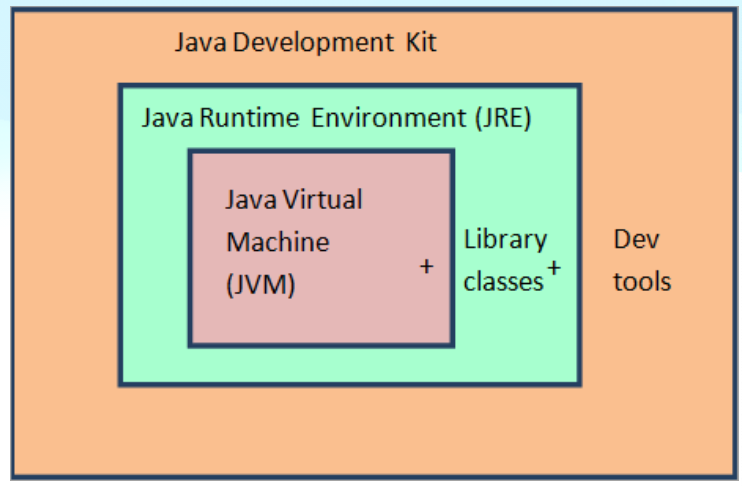 Java Development Kit
Java Runtime Environment (JRE)
Java Virtual
Machine
(JVM)
+
Library
classes+
Dev
tools